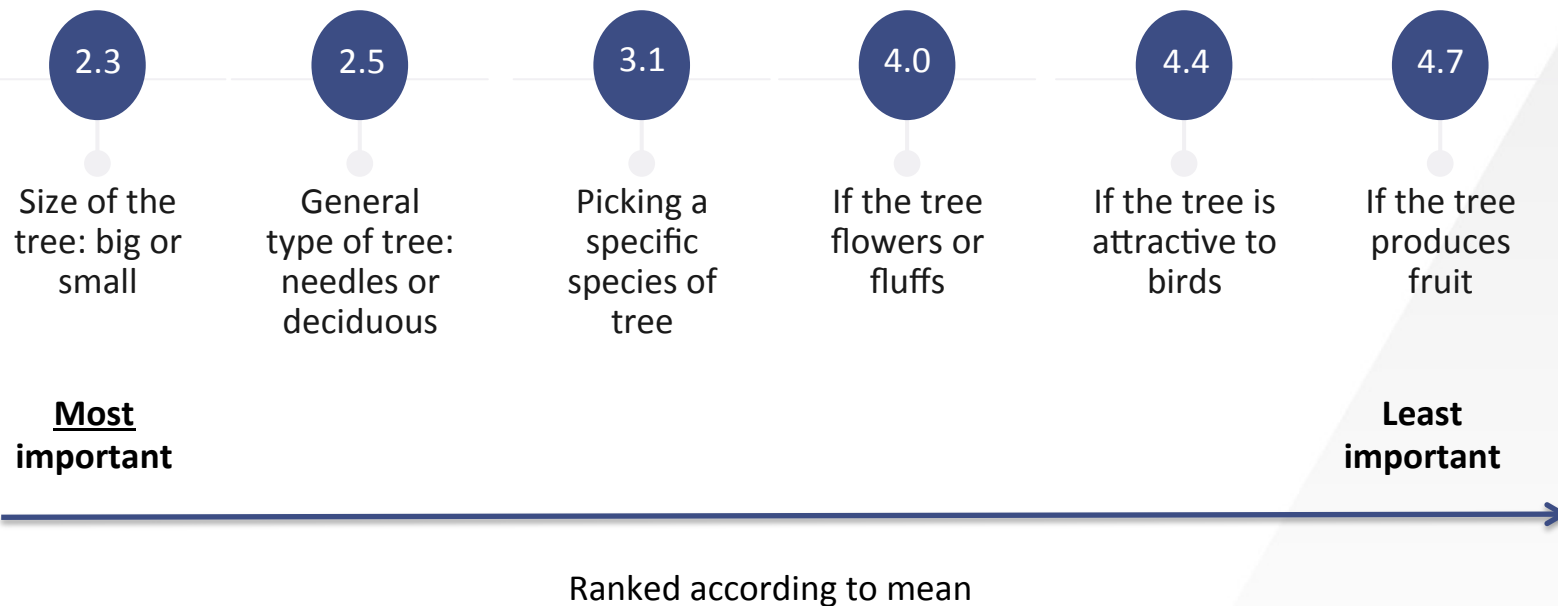 2.3
2.5
3.1
4.0
4.4
4.7
Size of the
tree: big or
small
General
type of tree:
needles or
deciduous
Picking a
specific
species of
tree
If the tree
flowers or
fluffs
If the tree is
attractive to
birds
If the tree
produces
fruit
Most
important
Least
important
Ranked according to mean